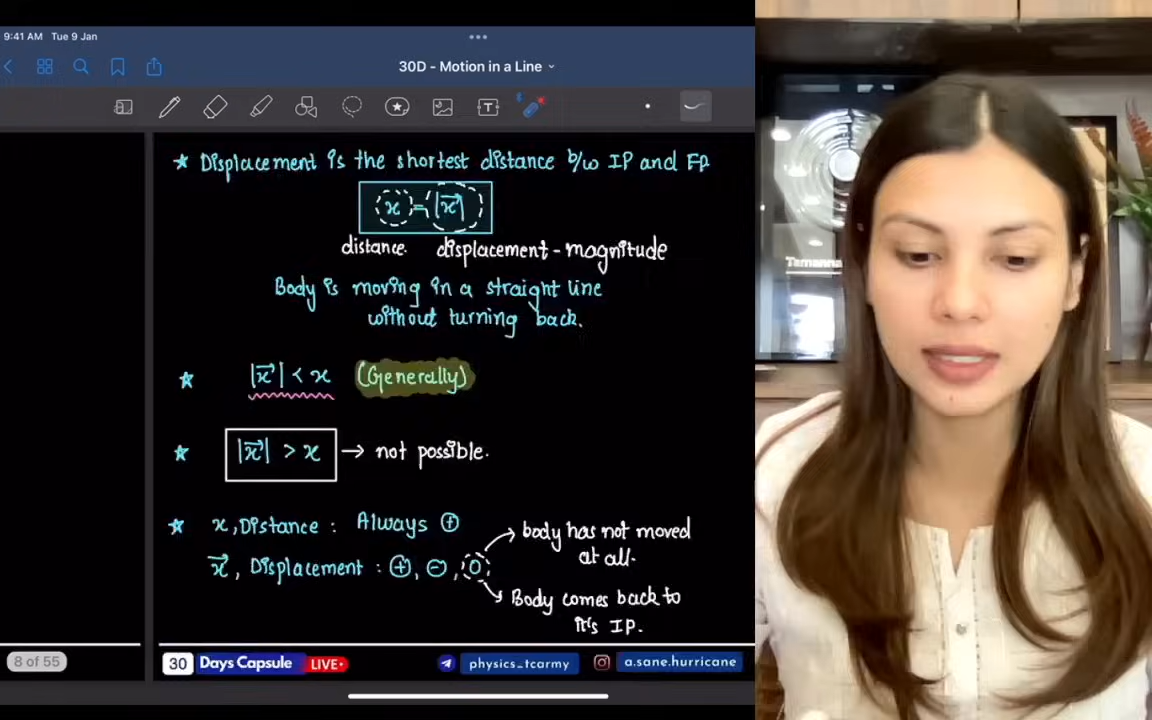 9:41 AM Tue 9 Jan
30D - Motion in a Line
Displacement is the shortest distance b/w IP and FP
x = |x⃗|
distance. displacement - magnitude
Body is moving in a straight line
without turning back.
|x⃗| < x (Generally)
|x⃗| > x → not possible.
x, Distance : Always ⊕
x⃗, Displacement : ⊕, ⊖, 0
body has not moved
at all.
Body comes back to
it's IP.
8 of 55
30 Days Capsule LIVE
physics_tcarmy
a.sane.hurricane
Tamanna